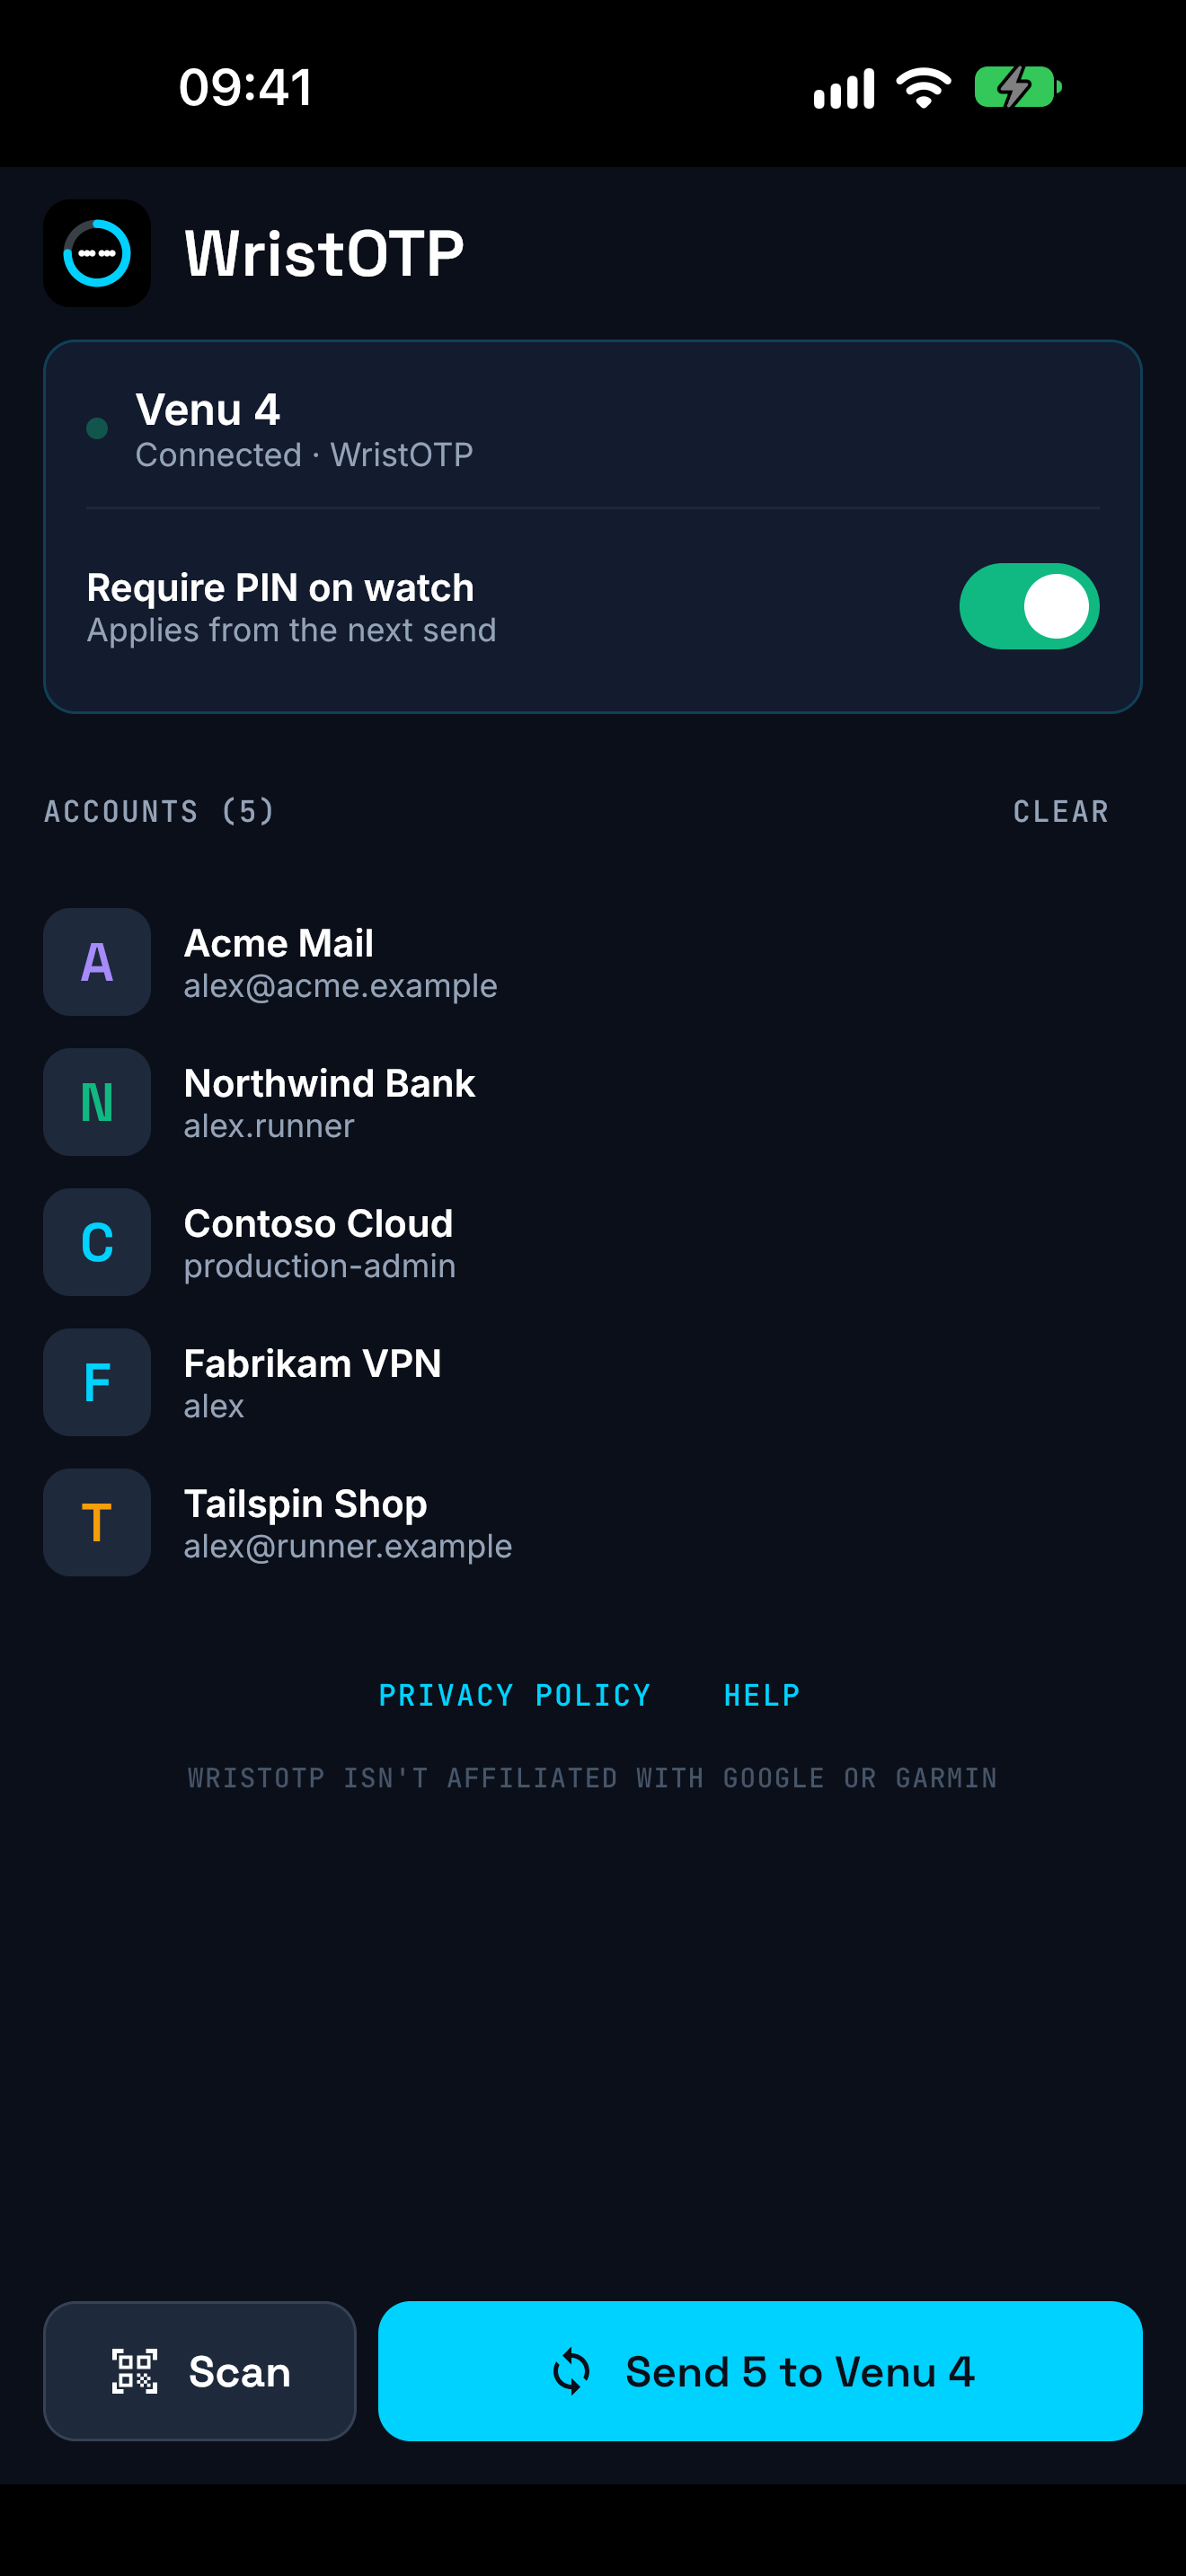 09:41
WristOTP
Venu 4
Connected · WristOTP
Require PIN on watch
Applies from the next send
ACCOUNTS (5)
CLEAR
A
Acme Mail
alex@acme.example
N
Northwind Bank
alex.runner
C
Contoso Cloud
production-admin
F
Fabrikam VPN
alex
T
Tailspin Shop
alex@runner.example
PRIVACY POLICY
HELP
WRISTOTP ISN'T AFFILIATED WITH GOOGLE OR GARMIN
Scan
Send 5 to Venu 4